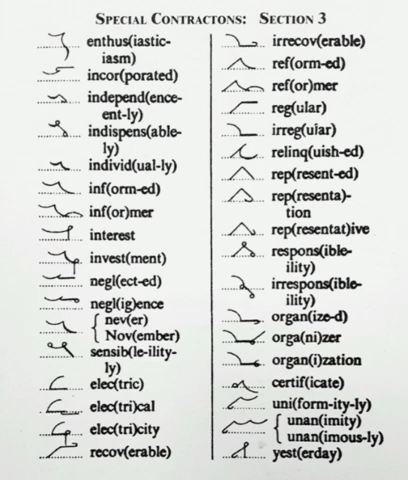 SPECIAL CONTRACTONS: SECTION 3
enthus(iastic-
iasm)
incor(porated)
independ(ence-
ent-ly)
indispens(able-
ly)
individ(ual-ly)
inf(orm-ed)
inf(or)mer
interest
invest(ment)
negl(ect-ed)
negl(ig)ence
nev(er)
Nov(ember)
sensib(le-ility-
ly)
elec(tric)
elec(tri)cal
elec(tri)city
recov(erable)
irrecov(erable)
ref(orm-ed)
ref(or)mer
reg(ular)
irreg(ular)
relinq(uish-ed)
rep(resent-ed)
rep(resenta)-
tion
rep(resentat)ive
respons(ible-
ility)
irrespons(ible-
ility)
organ(ize-d)
orga(ni)zer
organ(i)zation
certif(icate)
uni(form-ity-ly)
unan(imity)
unan(imous-ly)
yest(erday)